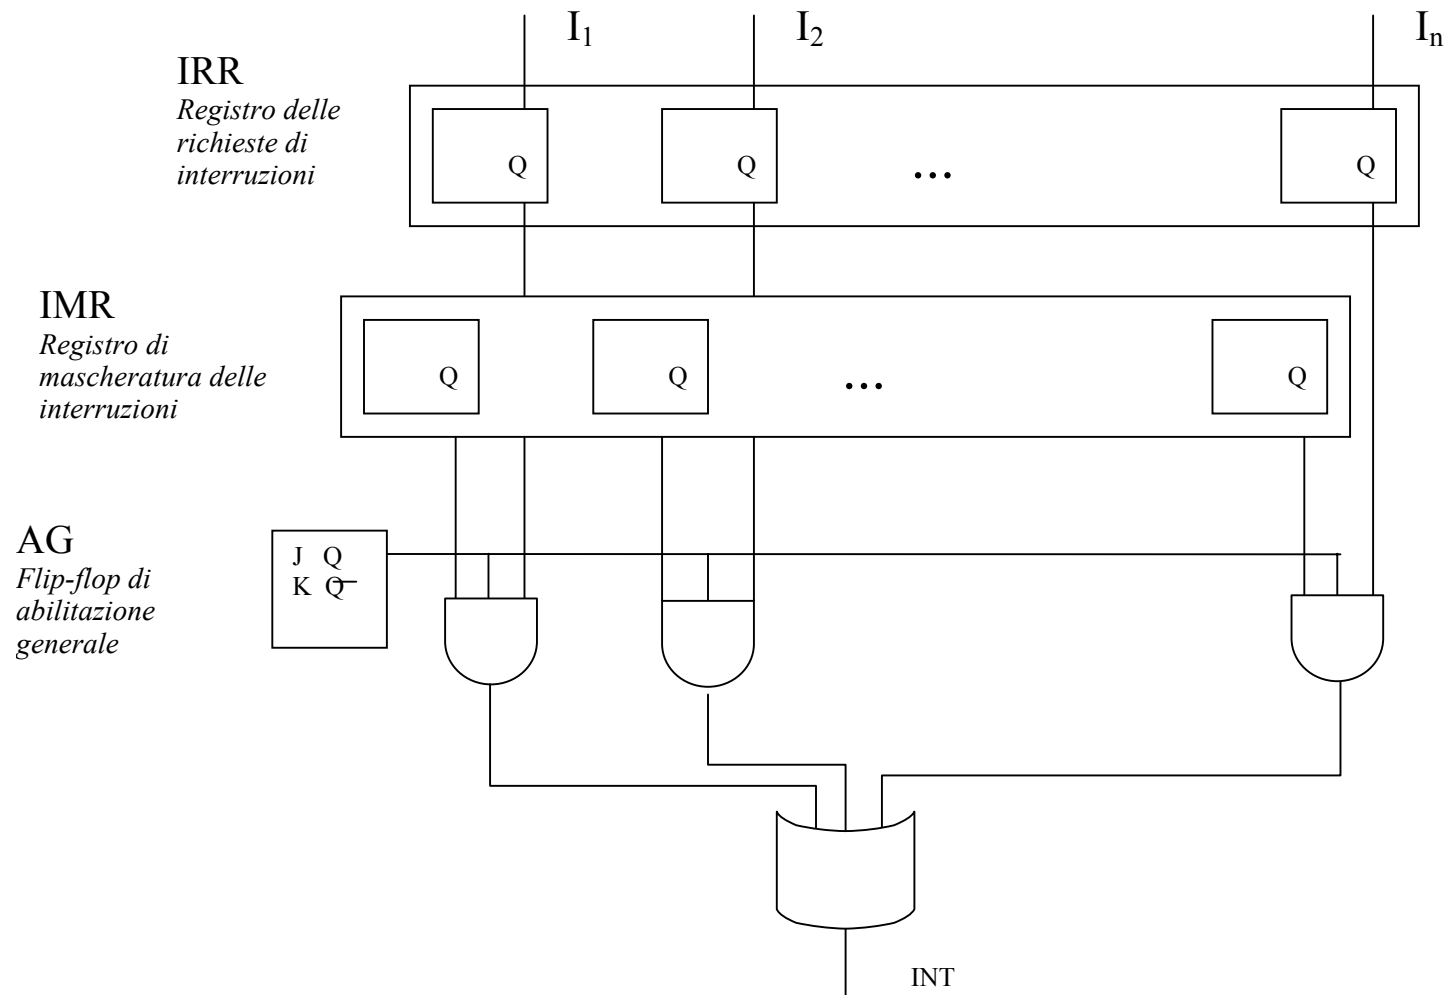 I1 I2 In
IRR
Registro delle
richieste di
interruzioni
Q Q ... Q
IMR
Registro di
mascheratura delle
interruzioni
Q Q ... Q
AG
Flip-flop di
abilitazione
generale
J Q
K Q̅
INT